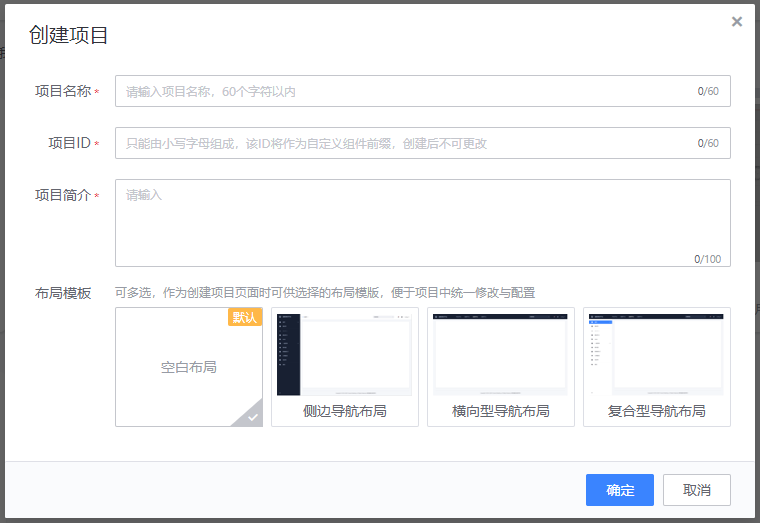 创建项目
×
项目名称 *
请输入项目名称，60个字符以内
0/60
项目ID *
只能由小写字母组成，该ID将作为自定义组件前缀，创建后不可更改
0/60
项目简介 *
请输入
0/100
布局模板
可多选，作为创建项目页面时可供选择的布局模版，便于项目中统一修改与配置
默认
空白布局
侧边导航布局
横向型导航布局
复合型导航布局
确定
取消